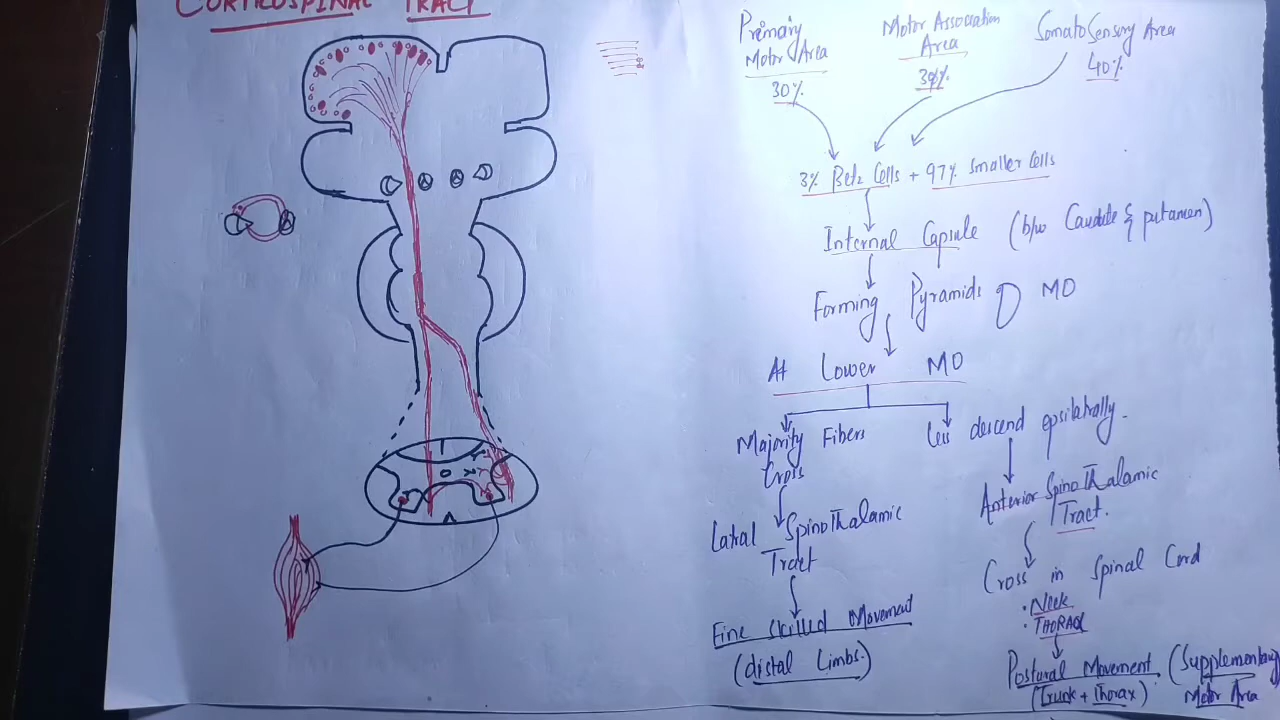 CORTICOSPINAL TRACT
Primary
Motor Area
30%
Motor Association
Area
30%
SomatoSensory Area
40%
3% Betz Cells + 97% Smaller Cells
Internal Capsule (b/w Caudate & putamen)
Forming Pyramids MO
At Lower MO
Majority Fibers
Cross
Less descend epsilatrally.
Latral SpinoThalamic
Tract
Anterior SpinoThalamic
Tract.
Fine Skilled Movement
(distal Limbs.)
Cross in Spinal Cord
• Neck
• THORAX
Postural Movement (Supplementary
(Trunk + Thorax) Motor Area